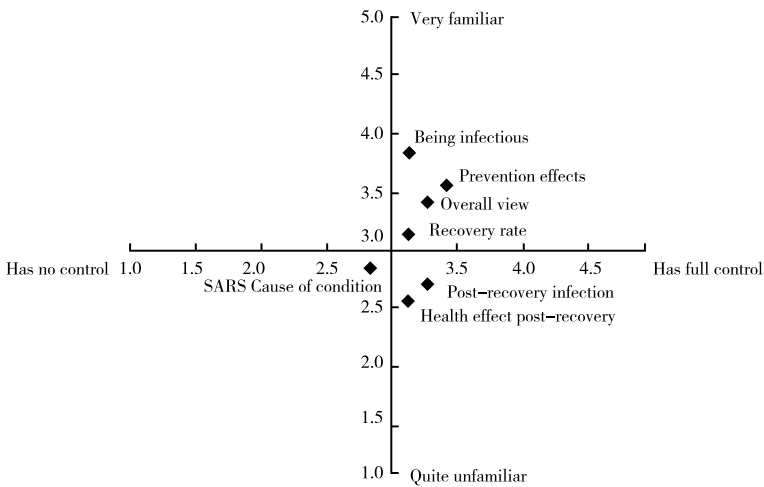 5.0 Very familiar
4.5
4.0
Being infectious
Prevention effects
3.5
Overall view
Recovery rate
3.0
Has no control 1.0 1.5 2.0 2.5 3.5 4.0 4.5 Has full control
SARS Cause of condition
Post-recovery infection
2.5
Health effect post-recovery
2.0
1.5
1.0 Quite unfamiliar